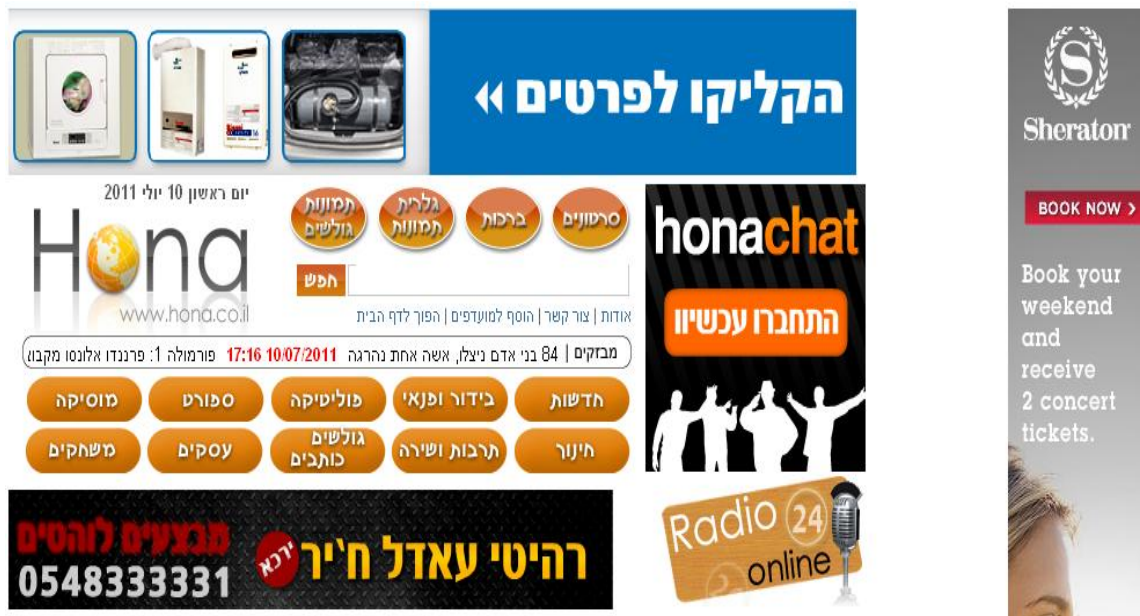 הקליקו לפרטים »
S
Sheraton
BOOK NOW >
Book your
weekend
and
receive
2 concert
tickets.
יום ראשון 10 יולי 2011
Hona
www.hona.co.il
סרטונים
ברכות
גלרית
תמונות
תמונות
גולשים
חפש
אודות | צור קשר | הוסף למועדפים | הפוך לדף הבית
honachat
התחברו עכשיו
מבזקים | 84 בני אדם ניצלו, אשה אחת נהרגה 10/07/2011 17:16 פורמולה 1: פרננדו אלונסו מקבוצ
חדשות
בידור ופנאי
פוליטיקה
ספורט
מוסיקה
חינוך
תרבות ושירה
גולשים
כותבים
עסקים
משחקים
רהיטי עאדל ח'יר
ירכא
מבצעים לוהטים
0548333331
Radio 24
online